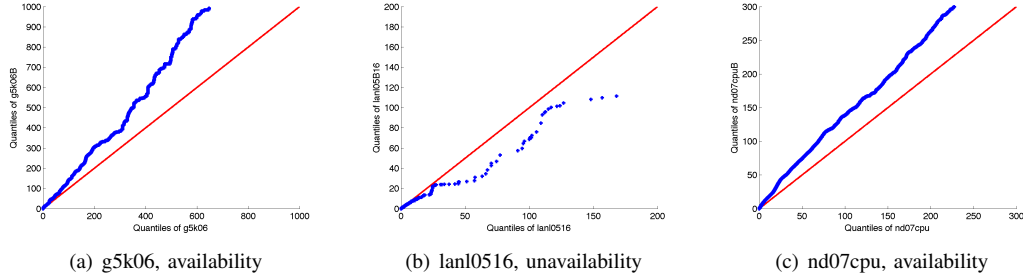 1000
900
800
700
600
500
400
300
200
100
0
Quantiles of g5k06B
0 200 400 600 800 1000
Quantiles of g5k06
(a) g5k06, availability
200
180
160
140
120
100
80
60
40
20
0
Quantiles of lanl05B16
0 50 100 150 200
Quantiles of lanl0516
(b) lanl0516, unavailability
300
250
200
150
100
50
0
Quantiles of nd07cpuB
0 50 100 150 200 250 300
Quantiles of nd07cpu
(c) nd07cpu, availability